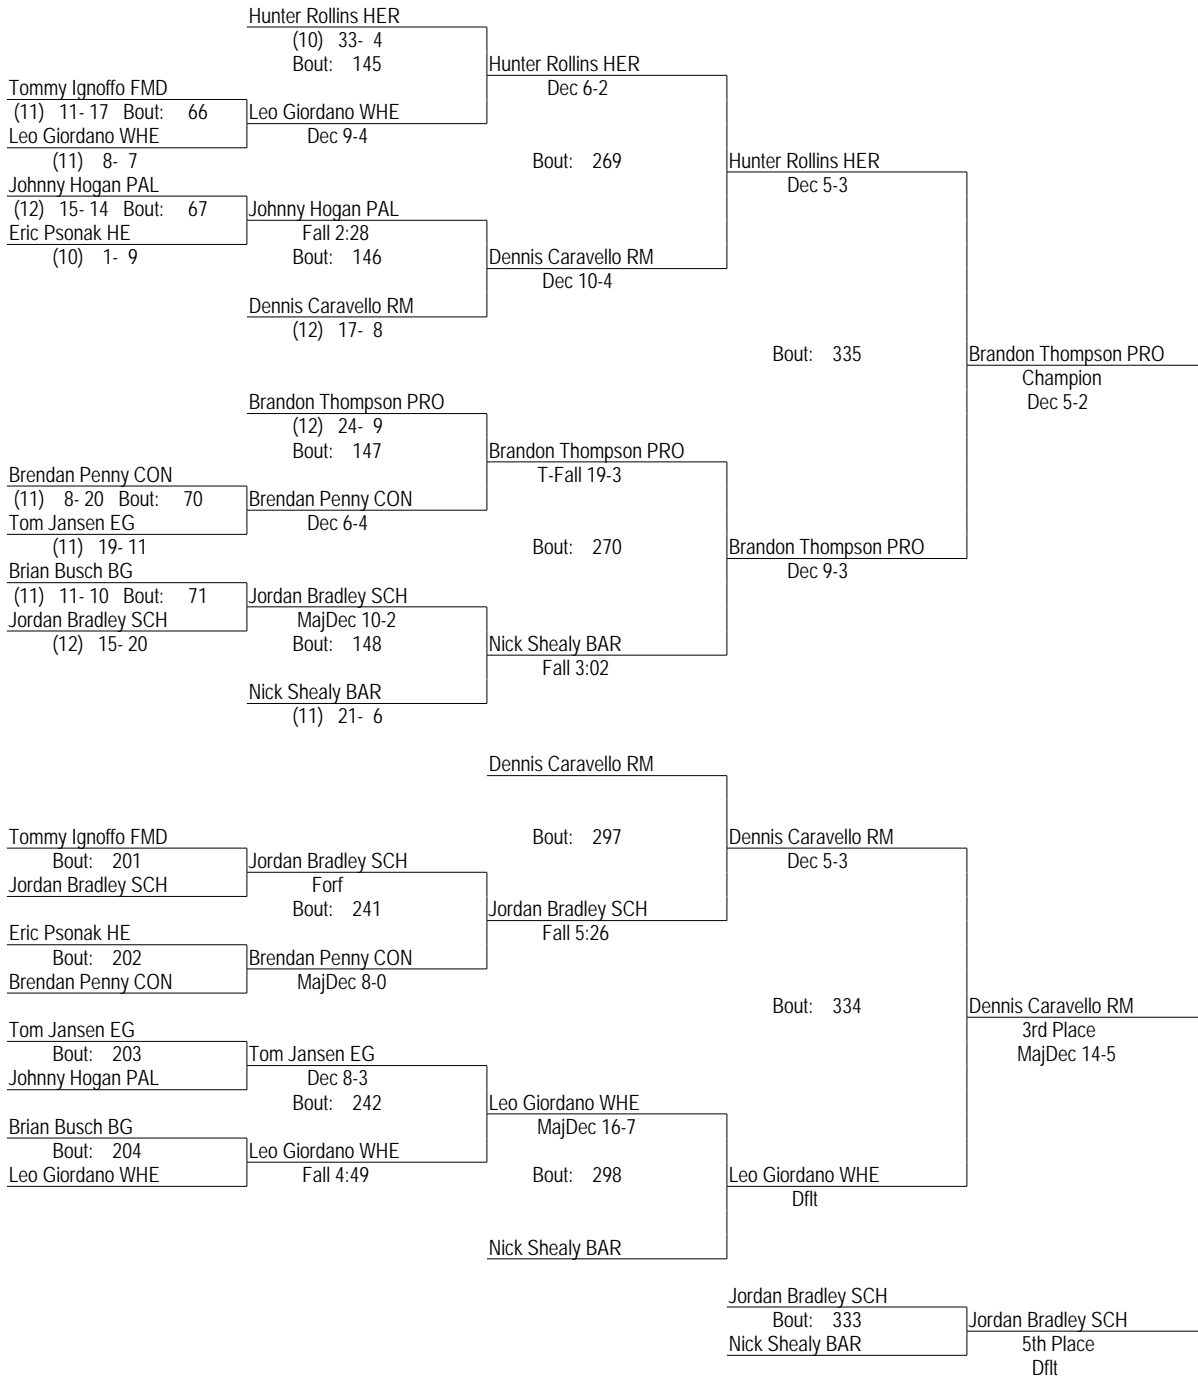 Hunter Rollins HER
(10) 33- 4
Bout: 145
Hunter Rollins HER
Dec 6-2
Tommy Ignoffo FMD
(11) 11- 17 Bout: 66
Leo Giordano WHE
Leo Giordano WHE
Dec 9-4
(11) 8- 7
Bout: 269
Hunter Rollins HER
Dec 5-3
Johnny Hogan PAL
(12) 15- 14 Bout: 67
Johnny Hogan PAL
Eric Psonak HE
Fall 2:28
(10) 1- 9
Bout: 146
Dennis Caravello RM
Dec 10-4
Dennis Caravello RM
(12) 17- 8
Bout: 335
Brandon Thompson PRO
Champion
Dec 5-2
Brandon Thompson PRO
(12) 24- 9
Bout: 147
Brandon Thompson PRO
T-Fall 19-3
Brendan Penny CON
(11) 8- 20 Bout: 70
Brendan Penny CON
Tom Jansen EG
Dec 6-4
(11) 19- 11
Bout: 270
Brandon Thompson PRO
Dec 9-3
Brian Busch BG
(11) 11- 10 Bout: 71
Jordan Bradley SCH
Jordan Bradley SCH
MajDec 10-2
(12) 15- 20
Bout: 148
Nick Shealy BAR
Fall 3:02
Nick Shealy BAR
(11) 21- 6
Dennis Caravello RM
Bout: 297
Dennis Caravello RM
Dec 5-3
Tommy Ignoffo FMD
Bout: 201
Jordan Bradley SCH
Jordan Bradley SCH
Forf
Bout: 241
Jordan Bradley SCH
Fall 5:26
Eric Psonak HE
Bout: 202
Brendan Penny CON
Brendan Penny CON
MajDec 8-0
Bout: 334
Dennis Caravello RM
3rd Place
MajDec 14-5
Tom Jansen EG
Bout: 203
Tom Jansen EG
Johnny Hogan PAL
Dec 8-3
Bout: 242
Leo Giordano WHE
MajDec 16-7
Brian Busch BG
Bout: 204
Leo Giordano WHE
Leo Giordano WHE
Fall 4:49
Bout: 298
Leo Giordano WHE
Dflt
Nick Shealy BAR
Jordan Bradley SCH
Bout: 333
Jordan Bradley SCH
Nick Shealy BAR
5th Place
Dflt